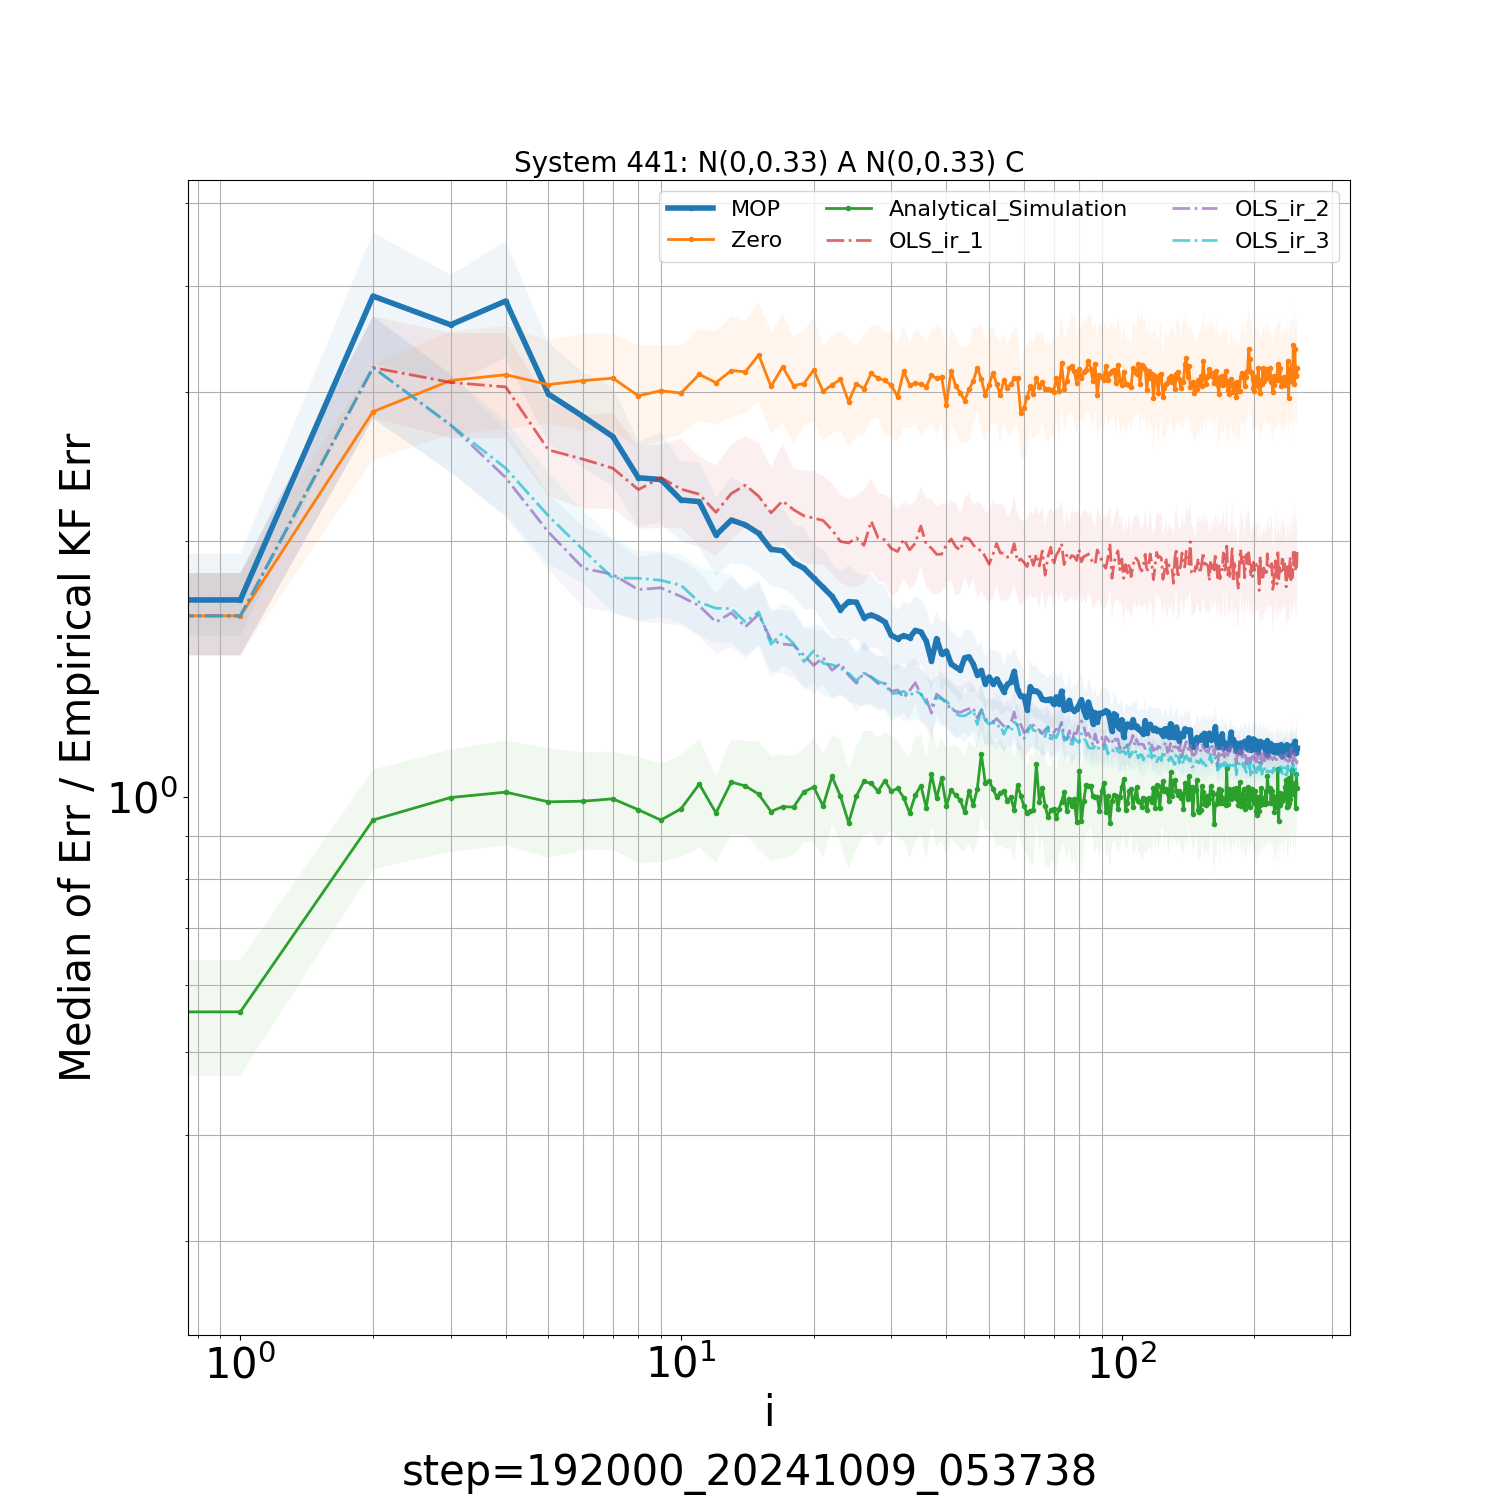 System 441: N(0,0.33) A N(0,0.33) C
MOP
Zero
Analytical_Simulation
OLS_ir_1
OLS_ir_2
OLS_ir_3
Median of Err / Empirical KF Err
10⁰
10⁰
10¹
10²
i
step=192000_20241009_053738